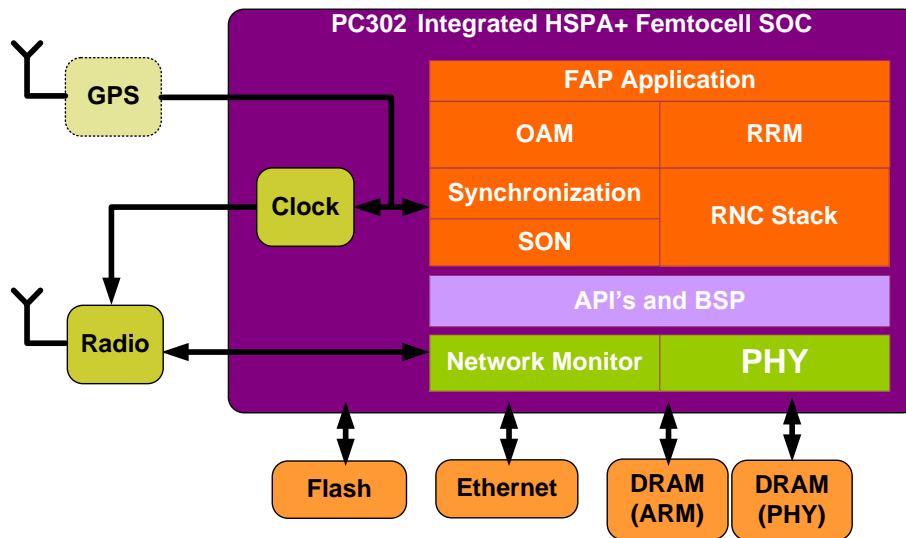 PC302 Integrated HSPA+ Femtocell SOC
GPS
FAP Application
OAM
RRM
Clock
Synchronization
RNC Stack
SON
API's and BSP
Radio
Network Monitor
PHY
Flash
Ethernet
DRAM
(ARM)
DRAM
(PHY)